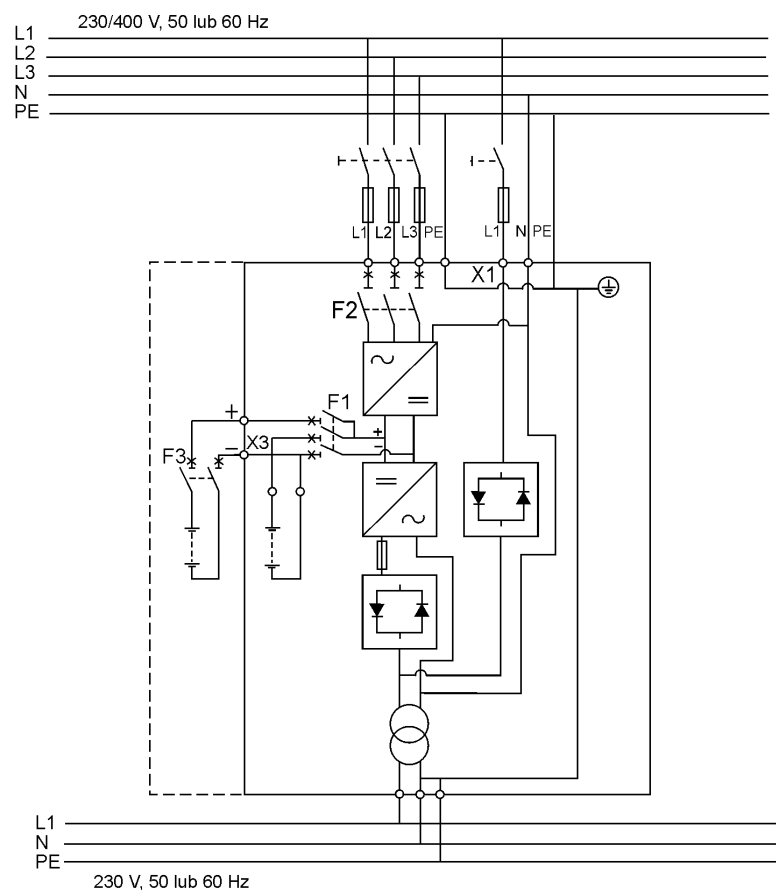 230/400 V, 50 lub 60 Hz
L1
L2
L3
N
PE
L1 L2 L3 PE L1 N PE
X1
F2
F1
+
+
F3 − X3 −
L1
N
PE
230 V, 50 lub 60 Hz